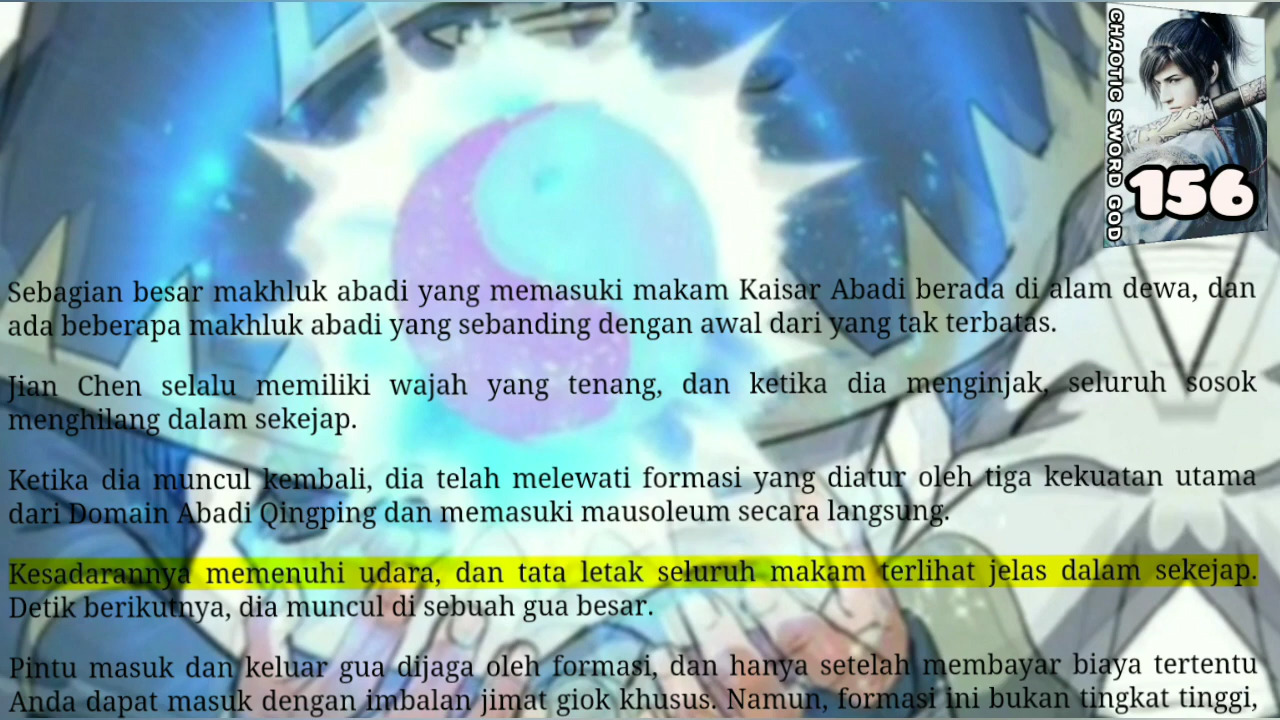 CHAOTIC SWORD GOD
156
Sebagian besar makhluk abadi yang memasuki makam Kaisar Abadi berada di alam dewa, dan
ada beberapa makhluk abadi yang sebanding dengan awal dari yang tak terbatas.
Jian Chen selalu memiliki wajah yang tenang, dan ketika dia menginjak, seluruh sosok
menghilang dalam sekejap.
Ketika dia muncul kembali, dia telah melewati formasi yang diatur oleh tiga kekuatan utama
dari Domain Abadi Qingping dan memasuki mausoleum secara langsung.
Kesadarannya memenuhi udara, dan tata letak seluruh makam terlihat jelas dalam sekejap.
Detik berikutnya, dia muncul di sebuah gua besar.
Pintu masuk dan keluar gua dijaga oleh formasi, dan hanya setelah membayar biaya tertentu
Anda dapat masuk dengan imbalan jimat giok khusus. Namun, formasi ini bukan tingkat tinggi,